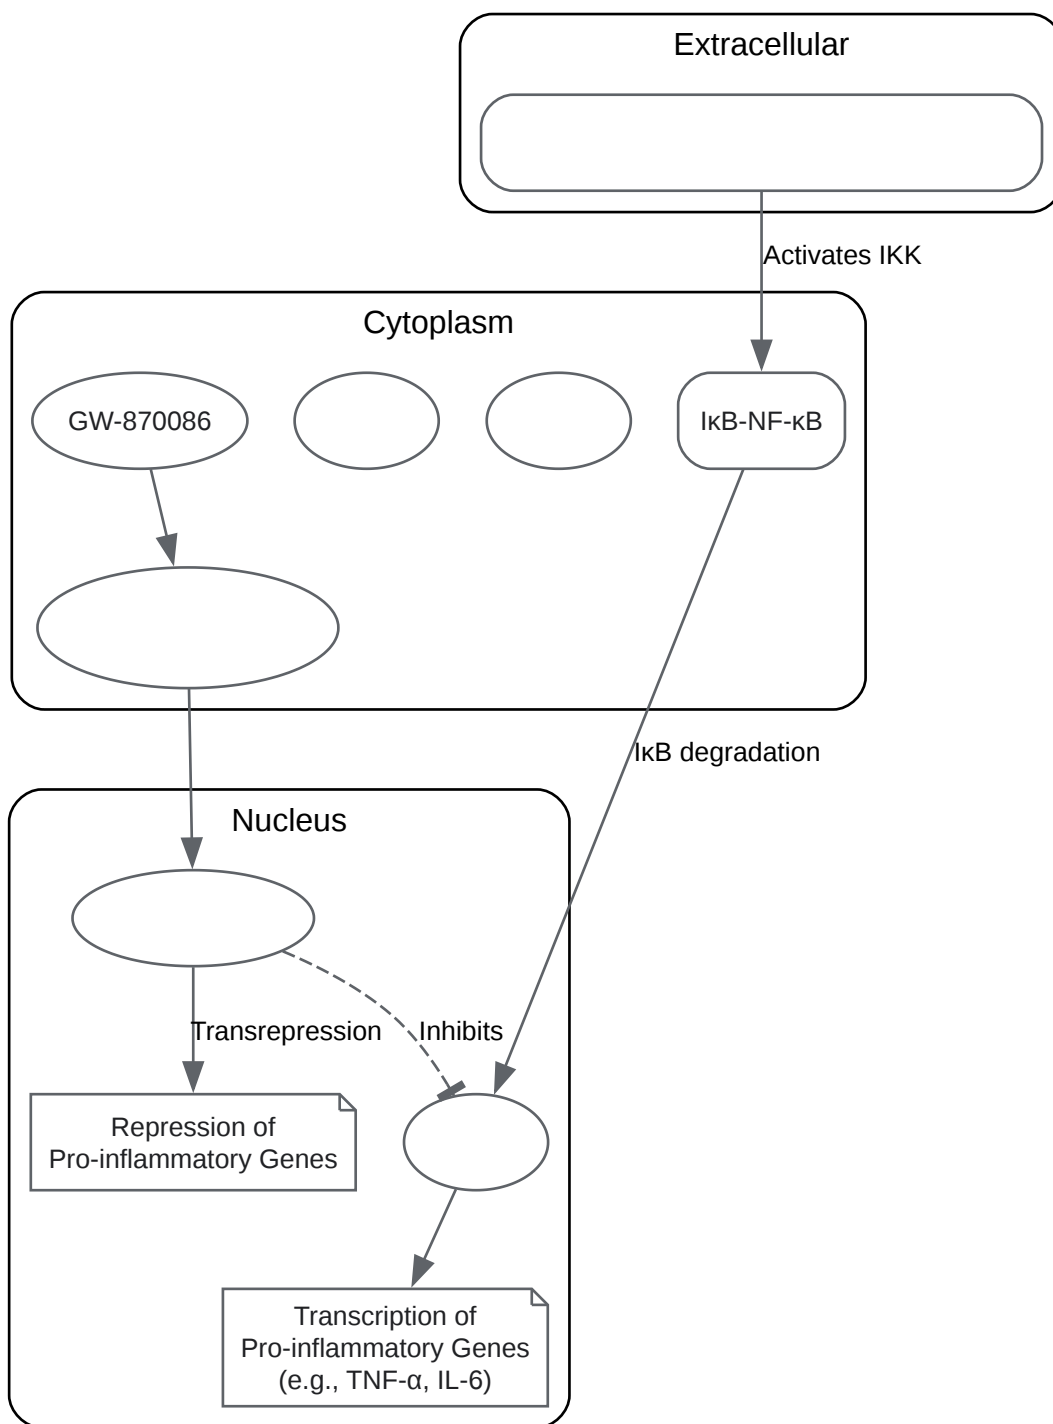 Extracellular
Activates IKK
Cytoplasm
GW-870086
IκB-NF-κB
IκB degradation
Nucleus
Transrepression
Inhibits
Repression of
Pro-inflammatory Genes
Transcription of
Pro-inflammatory Genes
(e.g., TNF-α, IL-6)